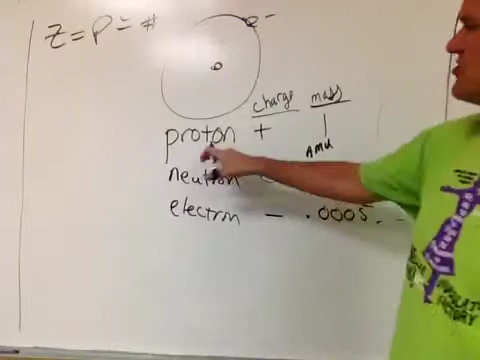 Z = P = #
e-
charge mass
proton + 1
AMU
neutron
electron - .0005